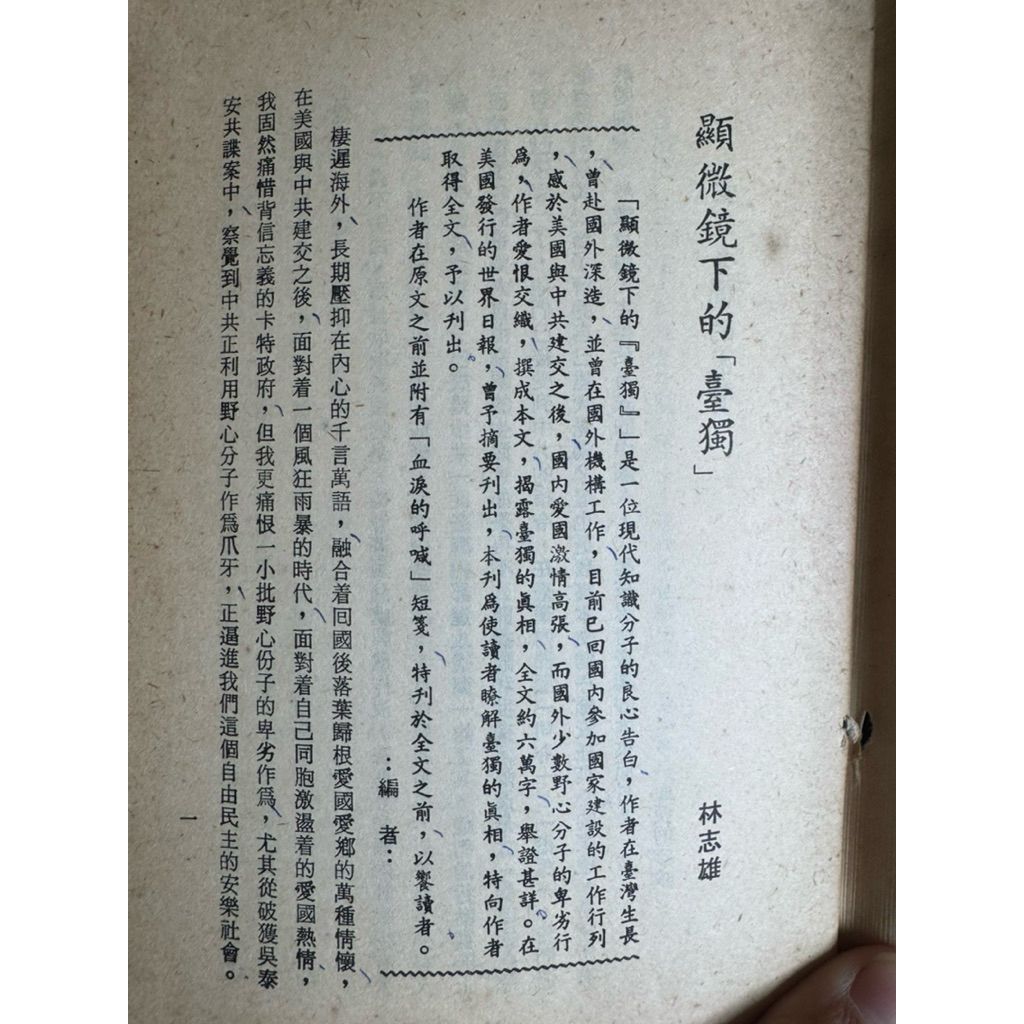 顯微鏡下的「臺獨」
林志雄
「顯微鏡下的『臺獨』」是一位現代知識分子的良心告白，作者在臺灣生長
，曾赴國外深造，並曾在國外機構工作，目前已回國內參加國家建設的工作行列
，感於美國與中共建交之後，國內愛國激情高張，而國外少數野心分子的卑劣行
爲，作者愛恨交織，撰成本文，揭露臺獨的眞相，全文約六萬字，舉證甚詳。在
美國發行的世界日報，曾予摘要刊出，本刊爲使讀者瞭解臺獨的眞相，特向作者
取得全文，予以刊出。
作者在原文之前並附有「血淚的呼喊」短箋，特刊於全文之前，以饗讀者。
：編　者：
棲遲海外，長期壓抑在內心的千言萬語，融合着囘國後落葉歸根愛國愛鄉的萬種情懷，
在美國與中共建交之後，面對着一個風狂雨暴的時代，面對着自己同胞激盪着的愛國熱情，
我固然痛惜背信忘義的卡特政府，但我更痛恨一小批野心份子的卑劣作爲，尤其從破獲吳泰
安共諜案中，察覺到中共正利用野心分子作爲爪牙，正逼進我們這個自由民主的安樂社會。
一